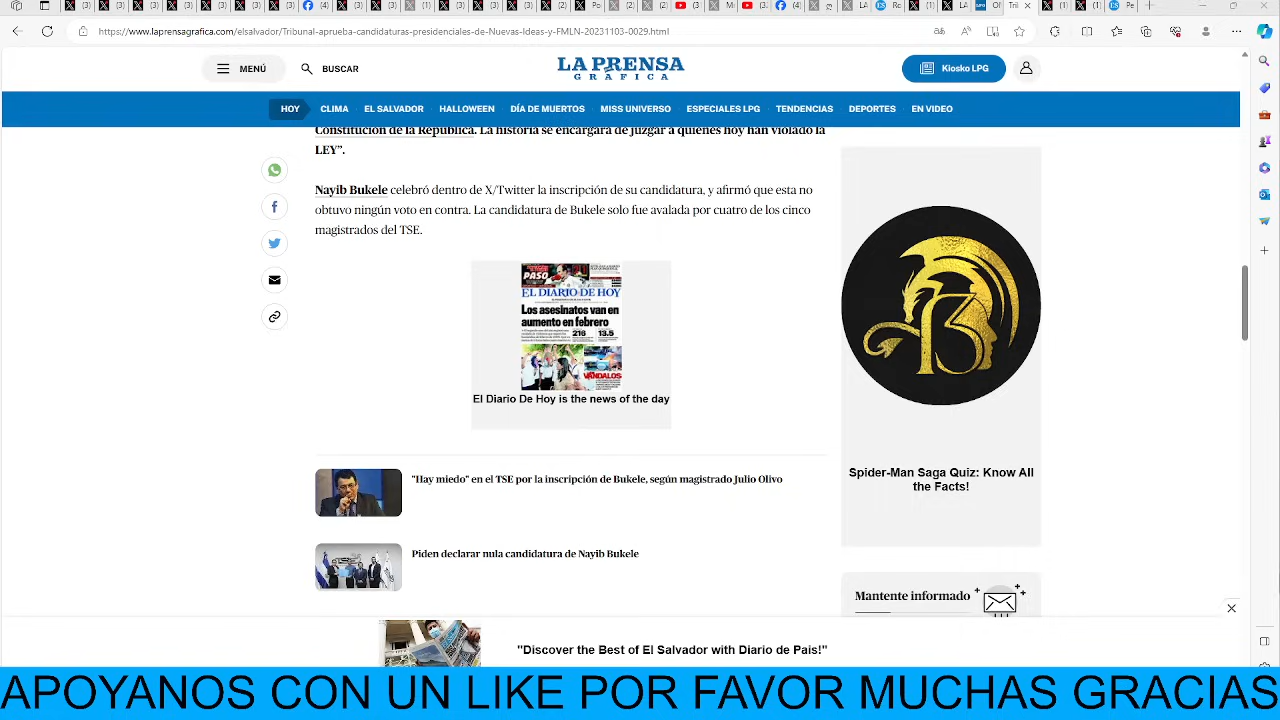 https://www.laprensagrafica.com/elsalvador/Tribunal-aprueba-candidaturas-presidenciales-de-Nuevas-Ideas-y-FMLN-20231103-0029.html
MENÚ
BUSCAR
LA PRENSA
GRÁFICA
Kiosko LPG
HOY
CLIMA
EL SALVADOR
HALLOWEEN
DÍA DE MUERTOS
MISS UNIVERSO
ESPECIALES LPG
TENDENCIAS
DEPORTES
EN VIDEO
Constitución de la República. La historia se encargará de juzgar a quienes hoy han violado la
LEY”.
Nayib Bukele celebró dentro de X/Twitter la inscripción de su candidatura, y afirmó que esta no
obtuvo ningún voto en contra. La candidatura de Bukele solo fue avalada por cuatro de los cinco
magistrados del TSE.
PASO
EL DIARIO DE HOY
Los asesinatos van en
aumento en febrero
216 13.5
VÁNDALOS
El Diario De Hoy is the news of the day
"Hay miedo" en el TSE por la inscripción de Bukele, según magistrado Julio Olivo
Piden declarar nula candidatura de Nayib Bukele
Spider-Man Saga Quiz: Know All
the Facts!
Mantente informado
"Discover the Best of El Salvador with Diario de Pais!"
APOYANOS CON UN LIKE POR FAVOR MUCHAS GRACIAS